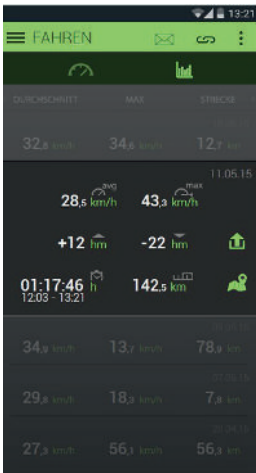 13:21
FAHREN
DURCHSCHNITT MAX STRECKE
32,8 km/h 34,6 km/h 12,7 km
11.05.15
avg max
28,5 km/h 43,3 km/h
+12 hm -22 hm
01:17:46 h 142,5 km
12:03 - 13:21
34,9 km/h 13,7 km/h 78,9 km
29,8 km/h 18,3 km/h 7,9 km
27,3 km/h 56,1 km/h 56,3 km